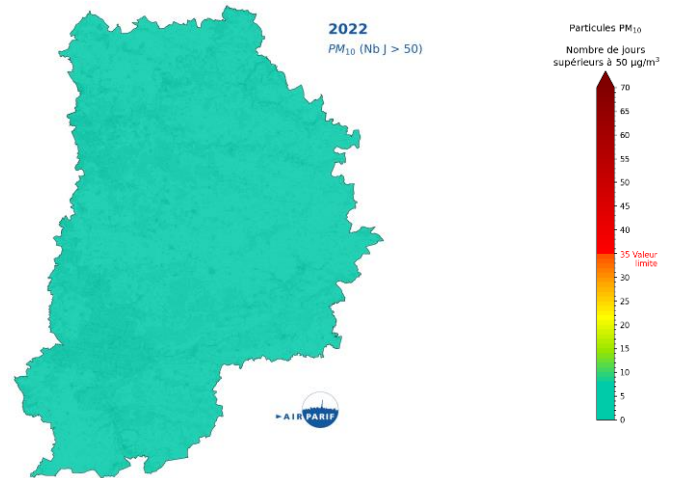 2022
PM10 (Nb J > 50)
Particules PM10
Nombre de jours
supérieurs à 50 µg/m3
70
65
60
55
50
45
40
35 Valeur
limite
30
25
20
15
10
5
0
AIRPARIF